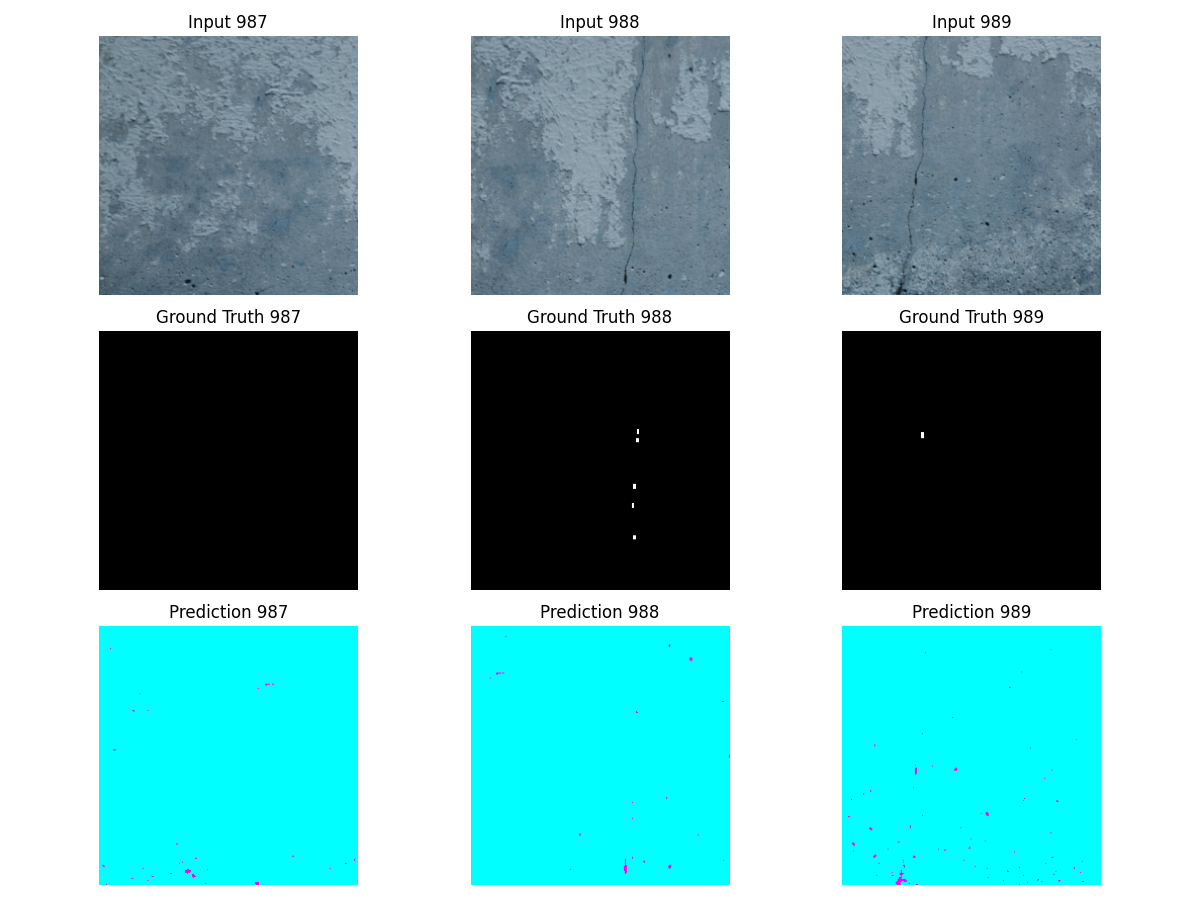 Input 987
Input 988
Input 989
Ground Truth 987
Ground Truth 988
Ground Truth 989
Prediction 987
Prediction 988
Prediction 989